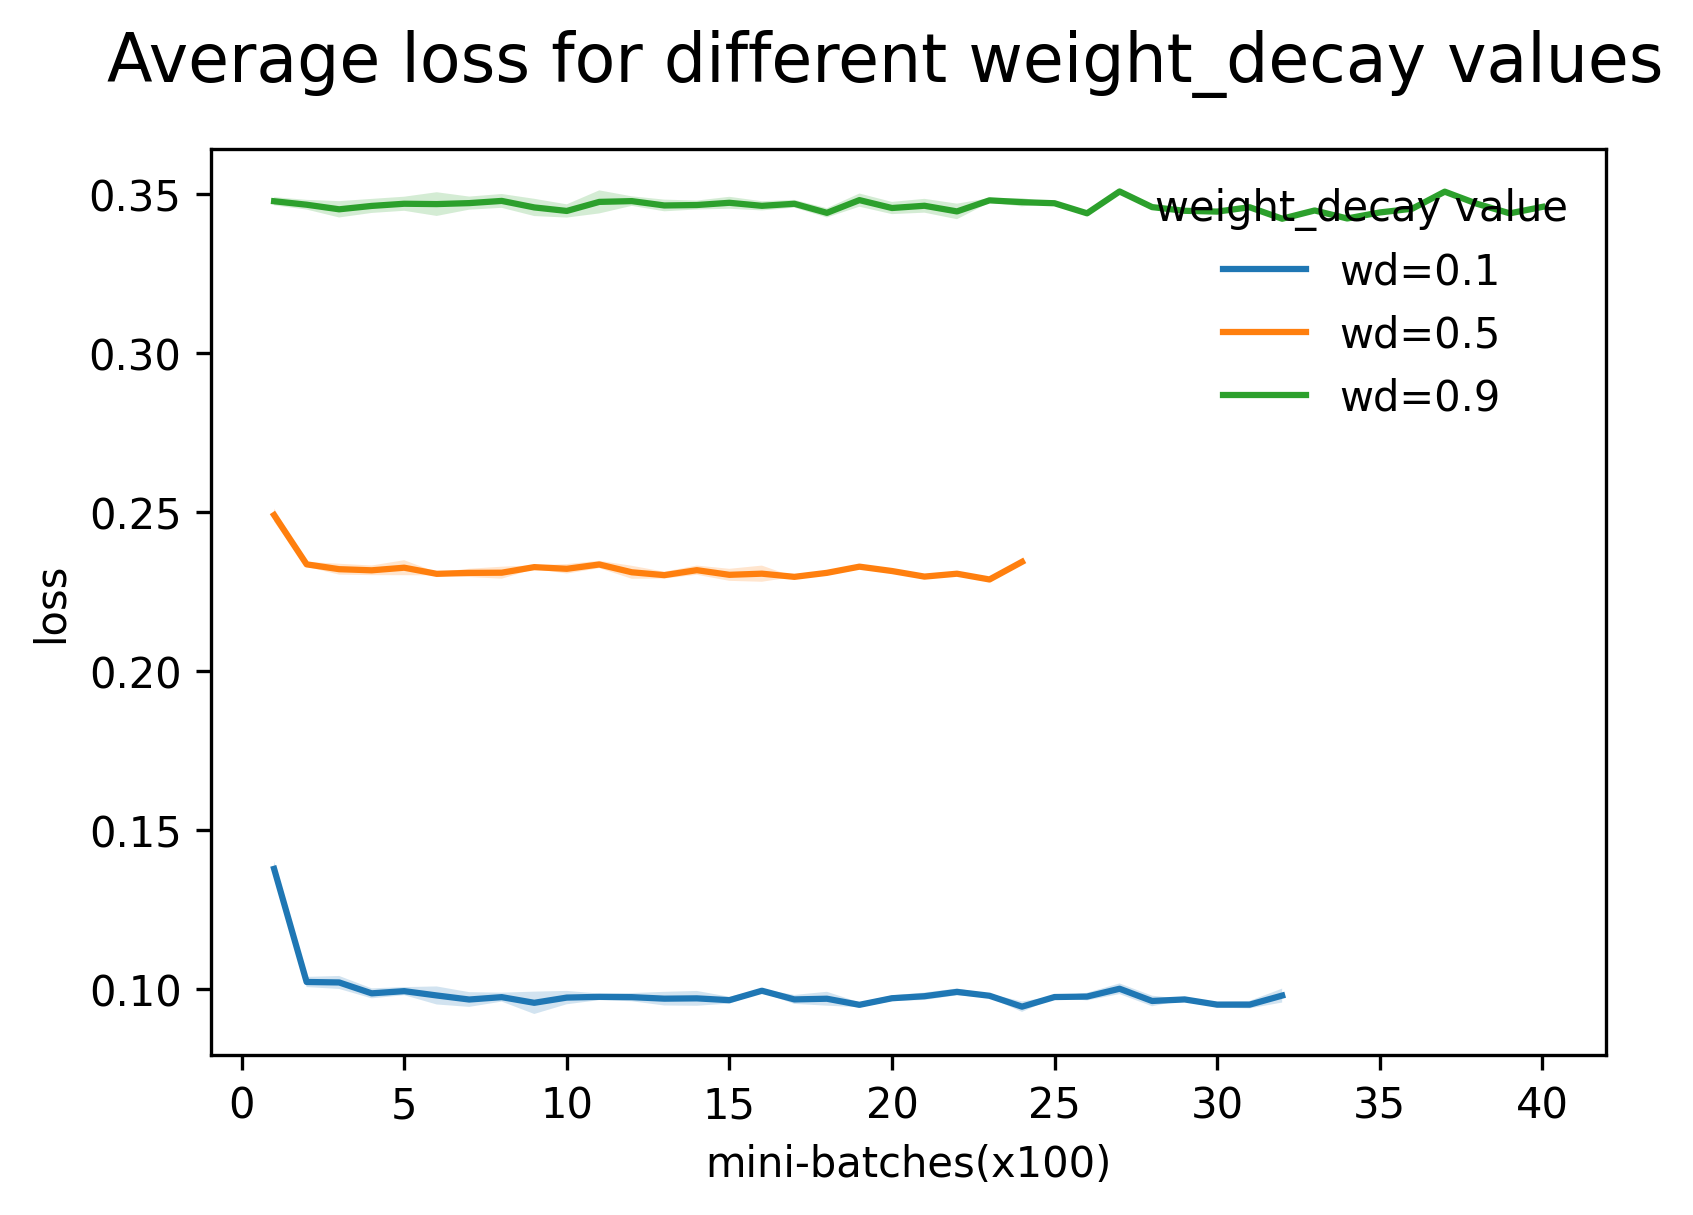 Average loss for different weight_decay values
0.35
0.30
0.25
0.20
0.15
0.10
loss
weight_decay value
wd=0.1
wd=0.5
wd=0.9
0 5 10 15 20 25 30 35 40
mini-batches(x100)